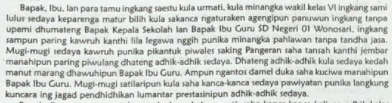 Bapak, Ibu, lan para tamu ingkang saestu kula urmati, kula minangka wakil kelas VI ingkang sami
lulus sedaya keparenga matur bilih kula sakanca ngaturaken agengipun panuwun ingkang tanpa
upami dhumateng Bapak Kepala Sekolah lan Bapak Ibu Guru SD Negeri 01 Wonosari, ingkang
sampun paring kawruh kanthi lila legawa nggih punika minangka pahlawan tanpa tandha jasa.
Mugi-mugi sedaya kawruh punika pikantuk piwales saking Pangeran saha tansah kanthi jembar
manahipun paring piwulang dhateng adhik-adhik sedaya. Dhateng adhik-adhik kula sedaya kedah
manut marang dhawuhipun Bapak Ibu Guru. Ampun ngantos damel duka saha kuciwa manahipun
Bapak Ibu Guru. Mugi-mugi satilaripun kula saha kanca-kanca sedaya pawiyatan punika langkung
kuncara ing jagad pendhidhikan lumantar prestasinipun adhik-adhik sedaya.